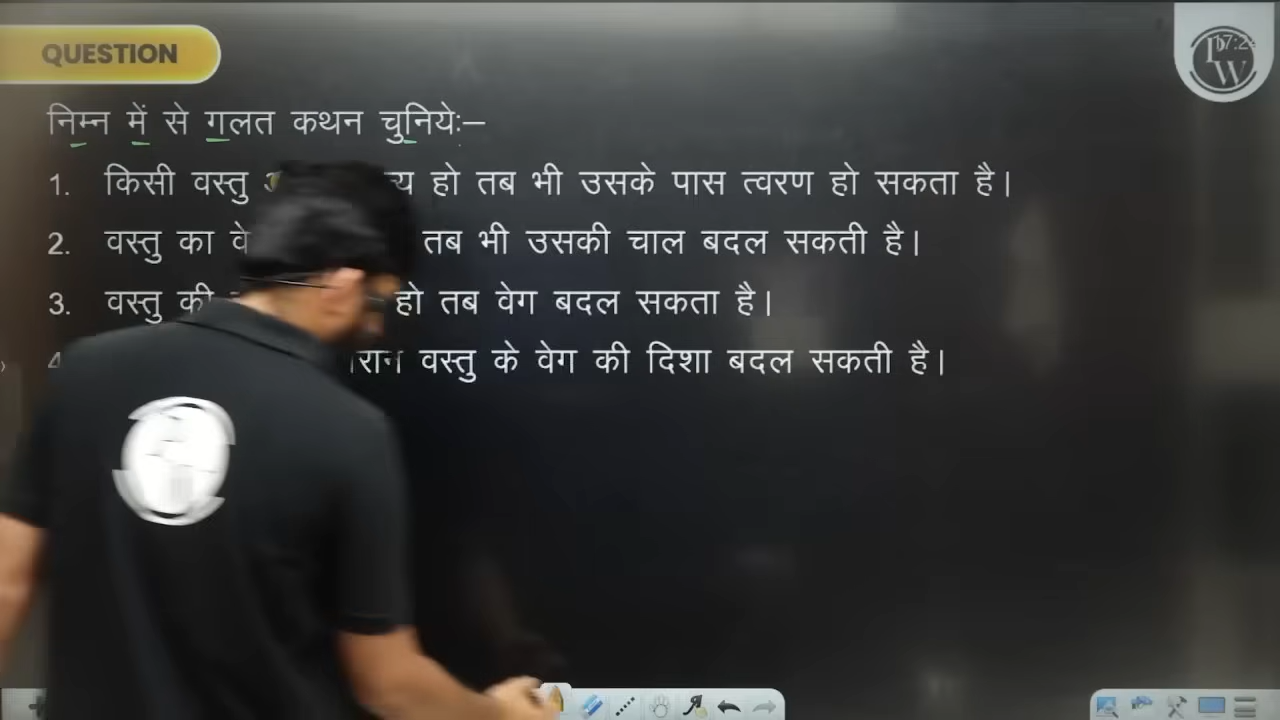 QUESTION
निम्न में से गलत कथन चुनिये:–
1. किसी वस्तु हो तब भी उसके पास त्वरण हो सकता है।
2. वस्तु का तब भी उसकी चाल बदल सकती है।
3. वस्तु की हो तब वेग बदल सकता है।
वस्तु के वेग की दिशा बदल सकती है।